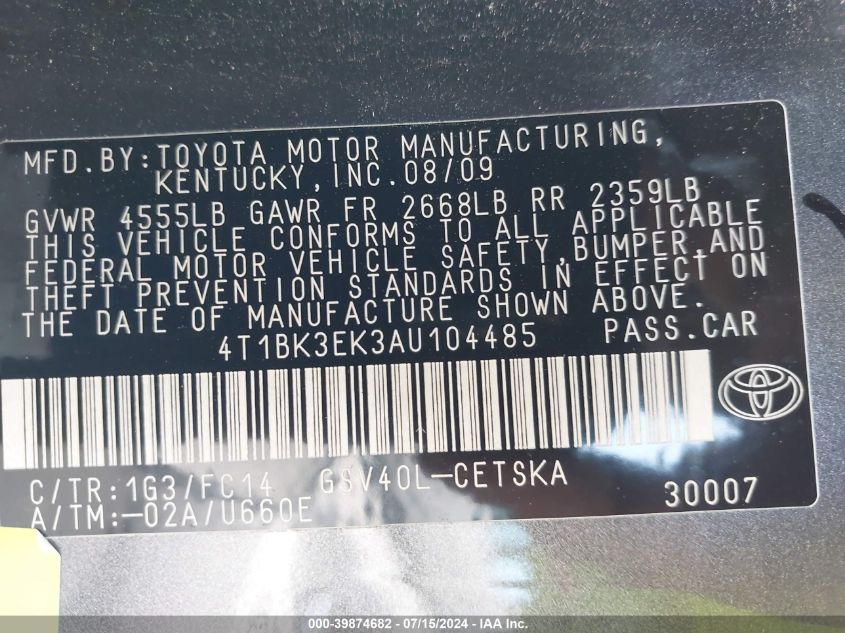 MFD.BY:TOYOTA MOTOR MANUFACTURING,
KENTUCKY,INC.08/09
GVWR 4555LB GAWR FR 2668LB RR 2359LB
THIS VEHICLE CONFORMS TO ALL APPLICABLE
FEDERAL MOTOR VEHICLE SAFETY,BUMPER,AND
THEFT PREVENTION STANDARDS IN EFFECT ON
THE DATE OF MANUFACTURE SHOWN ABOVE.
4T1BK3EK3AU104485 PASS.CAR
C/TR:1G3/FC14 GSV40L-CETSKA
A/TM:-02A/U660E 30007
000-39874682 - 07/15/2024 - IAA Inc.